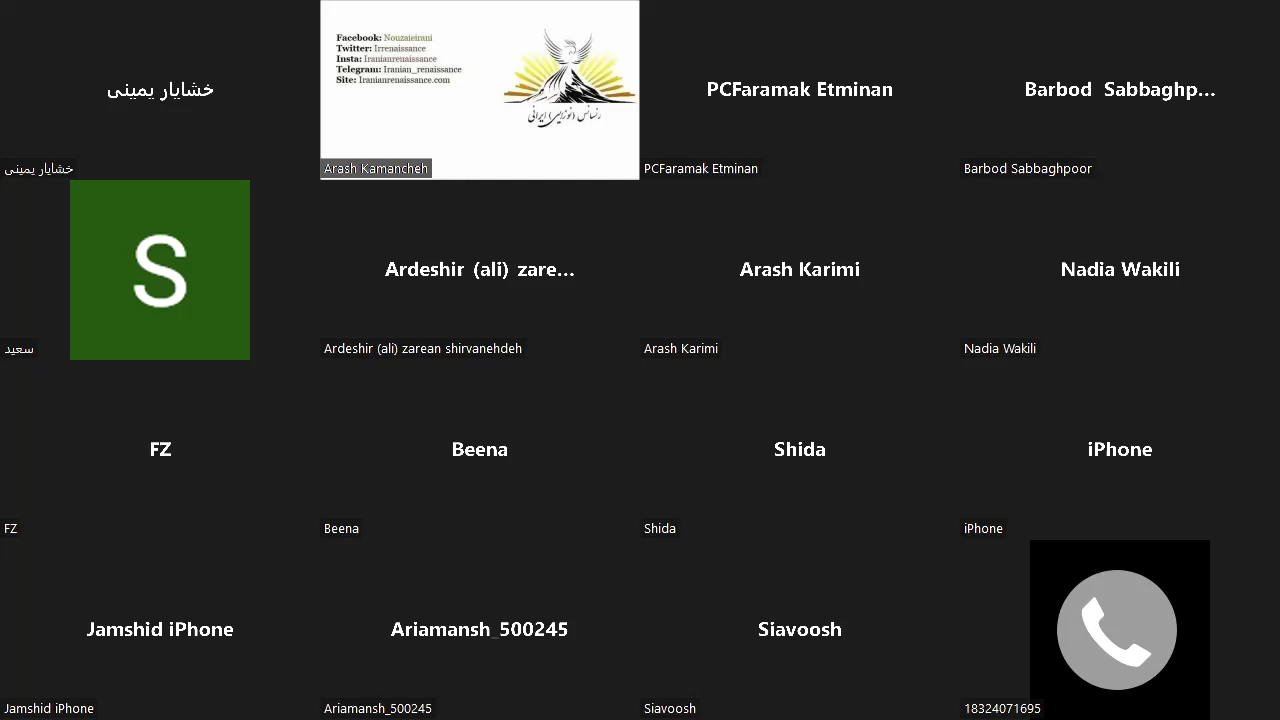 خشایار یمینی
خشایار یمینی
Facebook: Nouzaieirani
Twitter: Irrenaissance
Insta: Iranianrenaissance
Telegram: Iranian_renaissance
Site: Iranianrenaissance.com
رنسانس (نوزایی) ایرانی
Arash Kamancheh
PCFaramak Etminan
PCFaramak Etminan
Barbod Sabbaghp...
Barbod Sabbaghpoor
S
سعید
Ardeshir (ali) zare...
Ardeshir (ali) zarean shirvanehdeh
Arash Karimi
Arash Karimi
Nadia Wakili
Nadia Wakili
FZ
FZ
Beena
Beena
Shida
Shida
iPhone
iPhone
Jamshid iPhone
Jamshid iPhone
Ariamansh_500245
Ariamansh_500245
Siavoosh
Siavoosh
18324071695